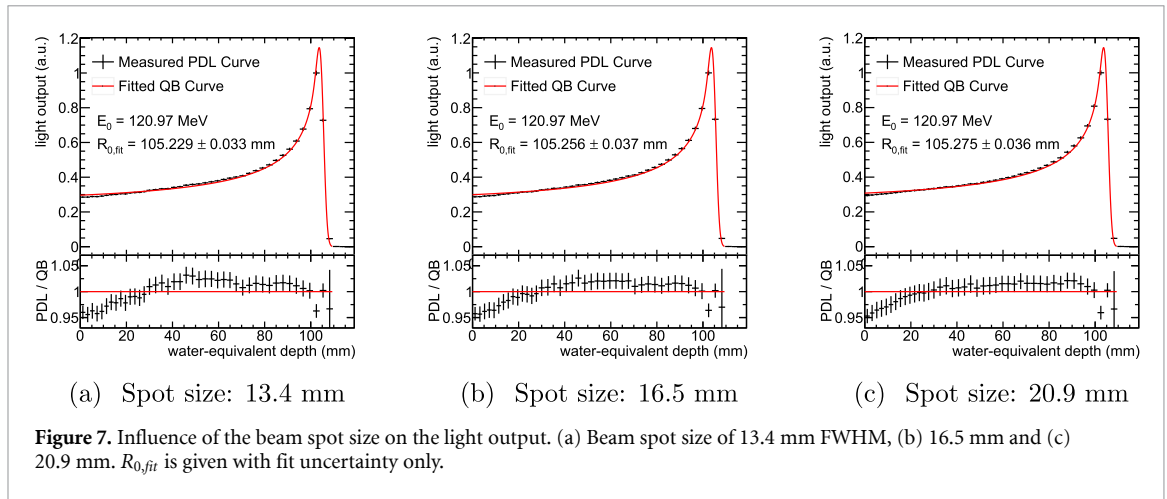 light output (a.u.)
1.2
1
0.8
0.6
0.4
0.2
0
Measured PDL Curve
Fitted QB Curve
E0 = 120.97 MeV
R0,fit = 105.229 ± 0.033 mm
PDL / QB
1.05
1
0.95
0 20 40 60 80 100
water-equivalent depth (mm)
(a) Spot size: 13.4 mm
light output (a.u.)
1.2
1
0.8
0.6
0.4
0.2
0
Measured PDL Curve
Fitted QB Curve
E0 = 120.97 MeV
R0,fit = 105.256 ± 0.037 mm
PDL / QB
1.05
1
0.95
0 20 40 60 80 100
water-equivalent depth (mm)
(b) Spot size: 16.5 mm
light output (a.u.)
1.2
1
0.8
0.6
0.4
0.2
0
Measured PDL Curve
Fitted QB Curve
E0 = 120.97 MeV
R0,fit = 105.275 ± 0.036 mm
PDL / QB
1.05
1
0.95
0 20 40 60 80 100
water-equivalent depth (mm)
(c) Spot size: 20.9 mm
Figure 7. Influence of the beam spot size on the light output. (a) Beam spot size of 13.4 mm FWHM, (b) 16.5 mm and (c)
20.9 mm. R0,fit is given with fit uncertainty only.